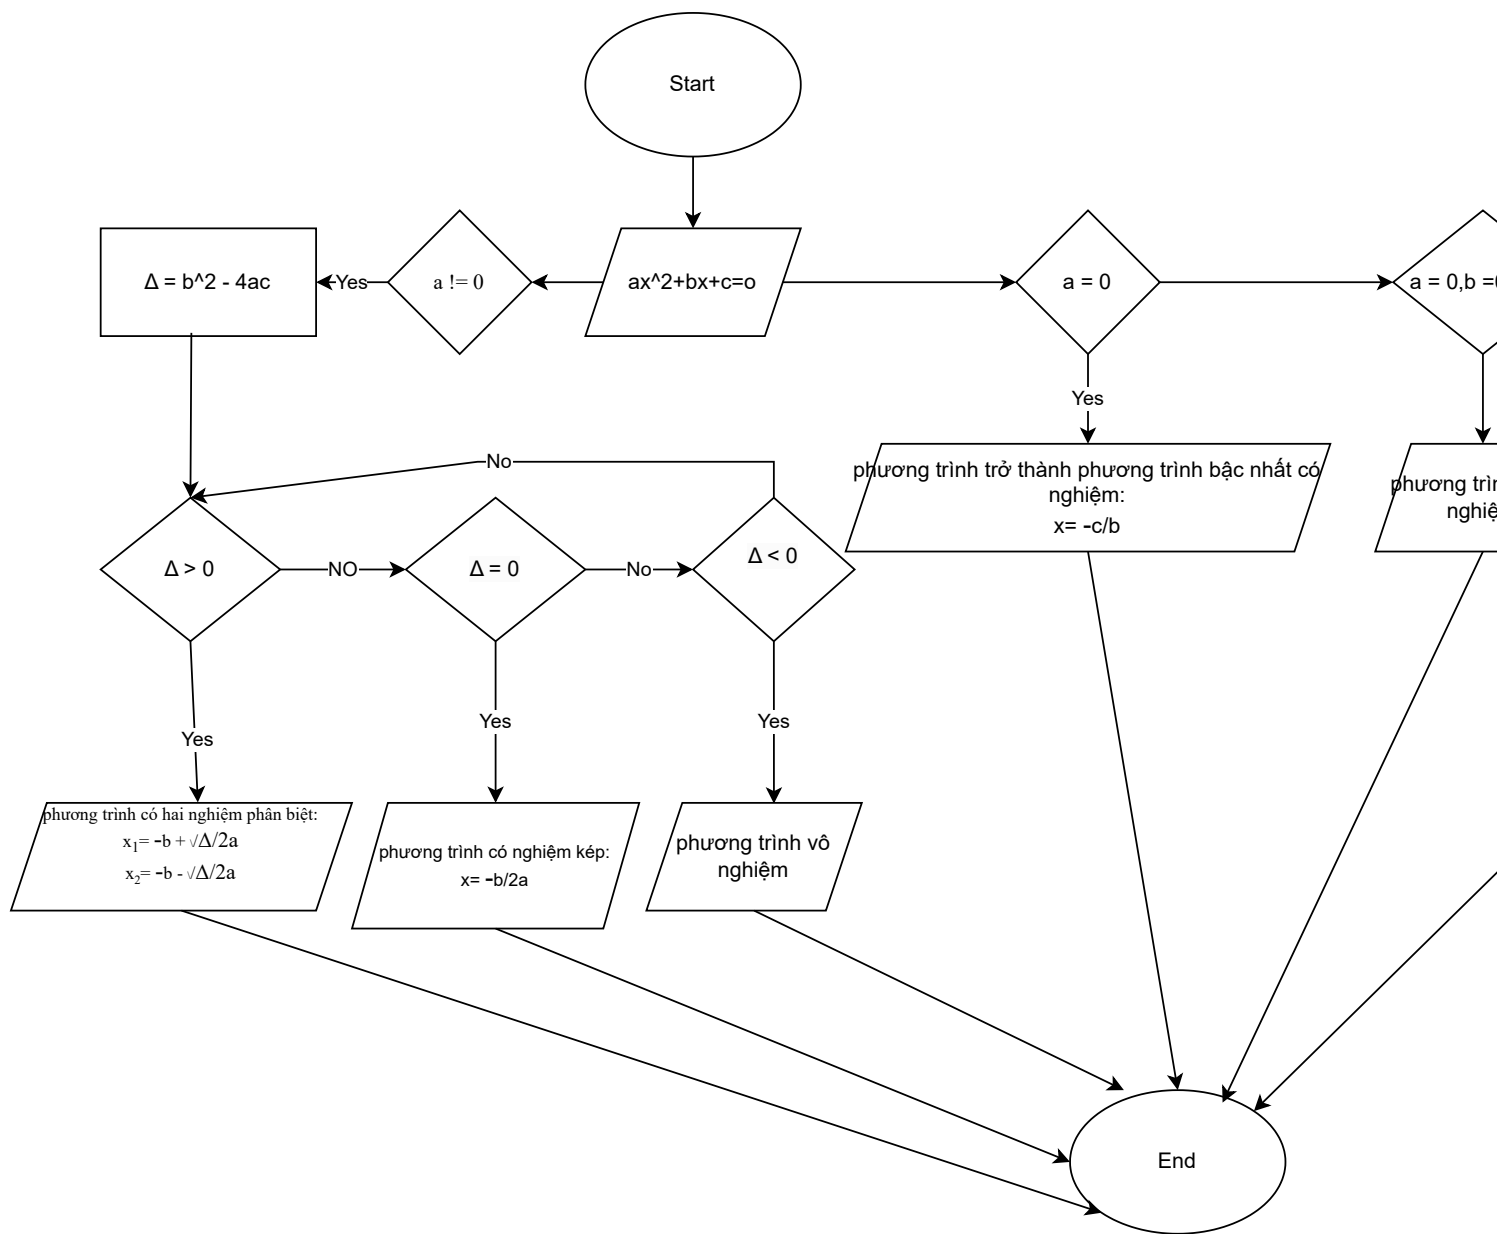 Start
Δ = b^2 - 4ac
Yes
a != 0
ax^2+bx+c=o
a = 0
a = 0,b =
Yes
phương trình trở thành phương trình bậc nhất có
nghiệm:
x= -c/b
phương
No
Δ > 0
NO
Δ = 0
No
Δ < 0
Yes
Yes
Yes
phương trình có hai nghiệm phân biệt:
x₁= -b + √Δ/2a
x₂= -b - √Δ/2a
phương trình có nghiệm kép:
x= -b/2a
phương trình vô
nghiệm
End